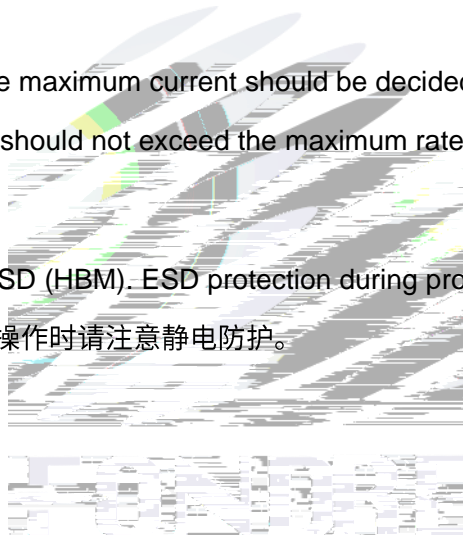 e maximum current should be decided
should not exceed the maximum rate
SD (HBM). ESD protection during pro
操作时请注意静电防护。